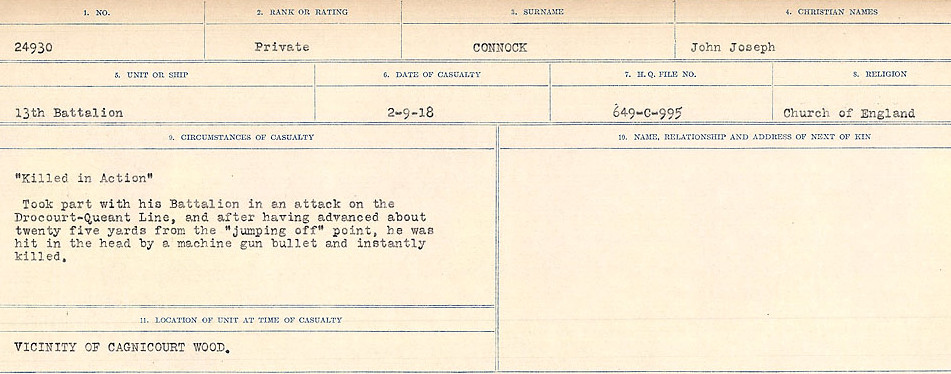 1. NO. 2. RANK OR RATING 3. SURNAME 4. CHRISTIAN NAMES
24930 Private CONNOCK John Joseph
5. UNIT OR SHIP 6. DATE OF CASUALTY 7. H.Q. FILE NO. 8. RELIGION
13th Battalion 2-9-18 649-C-995 Church of England
9. CIRCUMSTANCES OF CASUALTY
"Killed in Action"
Took part with his Battalion in an attack on the
Drocourt-Queant Line, and after having advanced about
twenty five yards from the "jumping off" point, he was
hit in the head by a machine gun bullet and instantly
killed.
10. NAME, RELATIONSHIP AND ADDRESS OF NEXT OF KIN
11. LOCATION OF UNIT AT TIME OF CASUALTY
VICINITY OF CAGNICOURT WOOD.